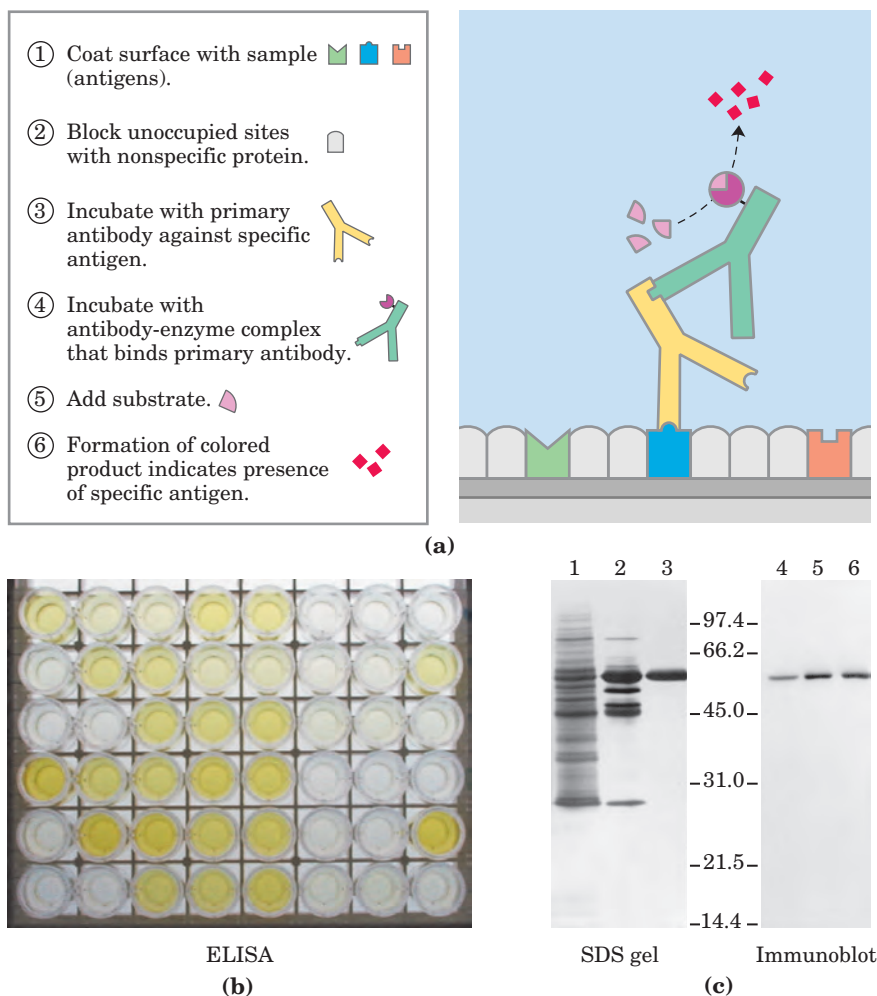 ① Coat surface with sample
(antigens).
② Block unoccupied sites
with nonspecific protein.
③ Incubate with primary
antibody against specific
antigen.
④ Incubate with
antibody-enzyme complex
that binds primary antibody.
⑤ Add substrate.
⑥ Formation of colored
product indicates presence
of specific antigen.
(a)
1 2 3 4 5 6
–97.4–
–66.2–
–45.0–
–31.0–
–21.5–
–14.4–
ELISA
(b)
SDS gel Immunoblot
(c)